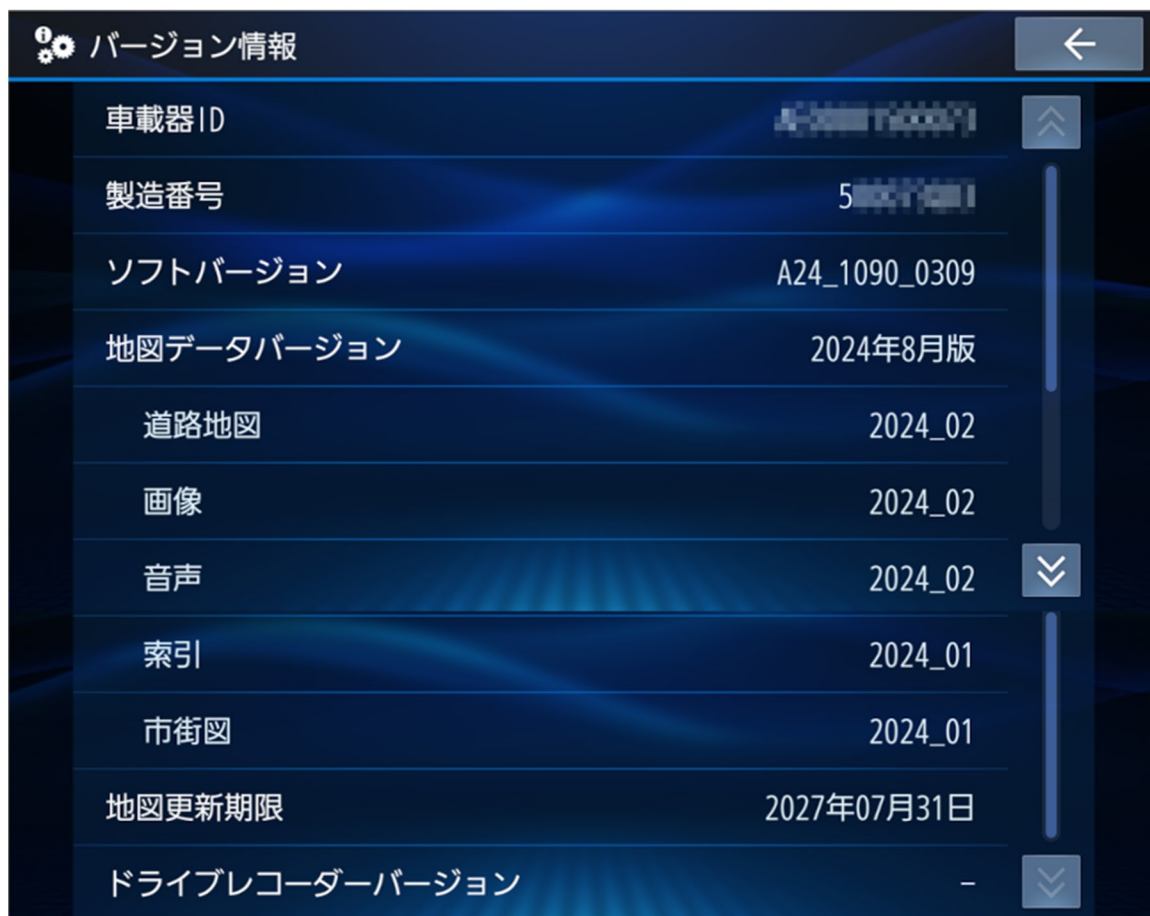 バージョン情報
車載器ID
製造番号 5
ソフトバージョン A24_1090_0309
地図データバージョン 2024年8月版
道路地図 2024_02
画像 2024_02
音声 2024_02
索引 2024_01
市街図 2024_01
地図更新期限 2027年07月31日
ドライブレコーダーバージョン −